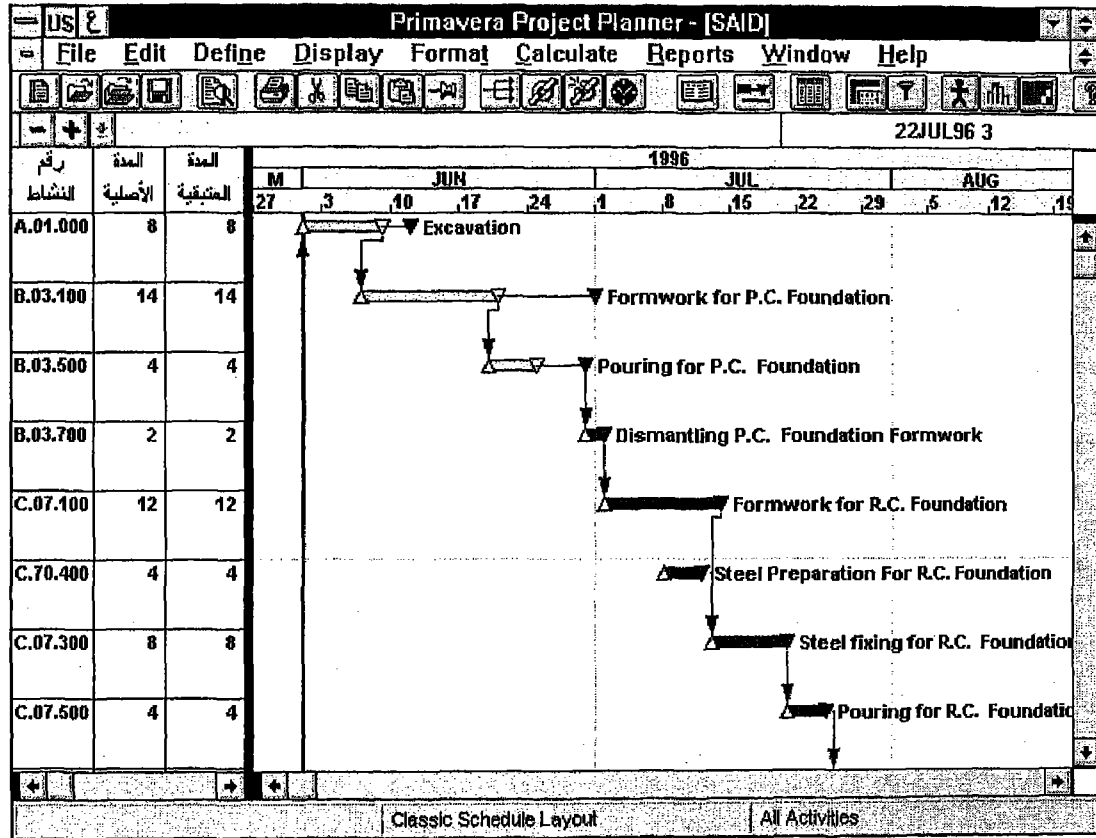 US ع Primavera Project Planner - [SAID]
File Edit Define Display Format Calculate Reports Window Help
22JUL96 3
رقم النشاط
المدة الأصلية
المدة المتبقية
1996
M JUN JUL AUG
27 3 10 17 24 1 8 15 22 29 5 12 19
A.01.000 8 8 Excavation
B.03.100 14 14 Formwork for P.C. Foundation
B.03.500 4 4 Pouring for P.C. Foundation
B.03.700 2 2 Dismantling P.C. Foundation Formwork
C.07.100 12 12 Formwork for R.C. Foundation
C.70.400 4 4 Steel Preparation For R.C. Foundation
C.07.300 8 8 Steel fixing for R.C. Foundation
C.07.500 4 4 Pouring for R.C. Foundatic
Classic Schedule Layout All Activities